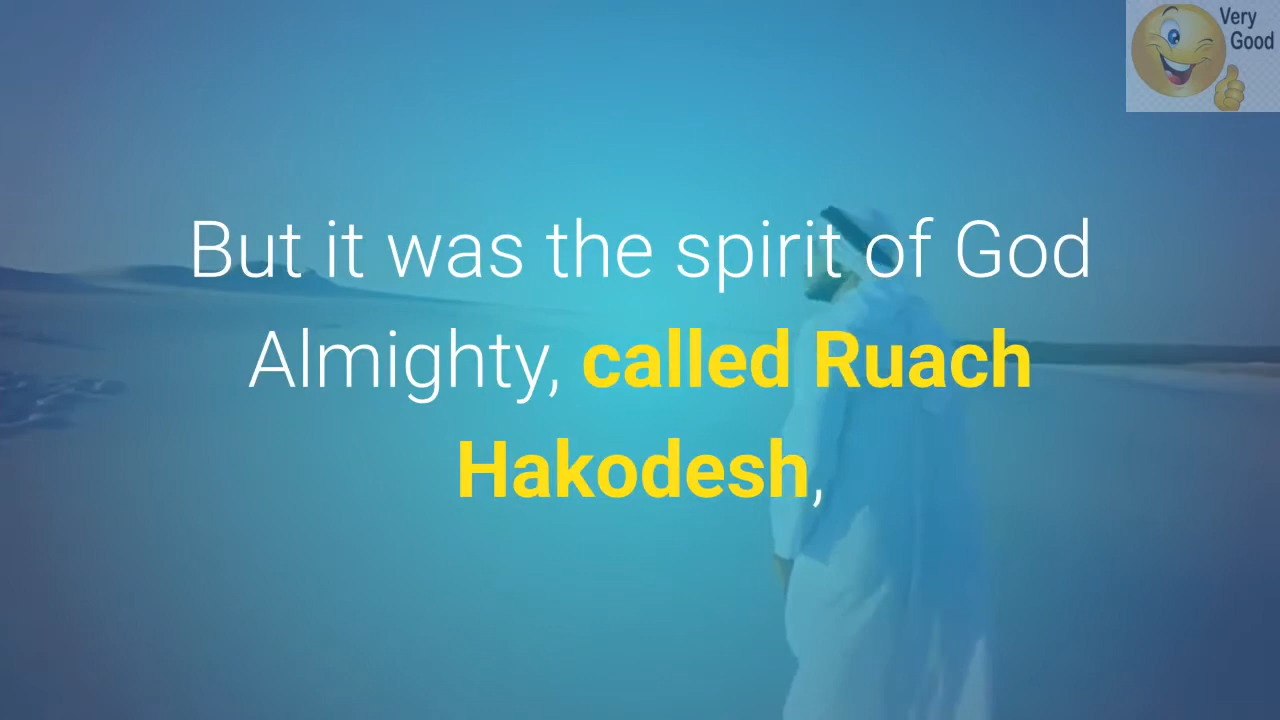 Very
Good
But it was the spirit of God
Almighty, called Ruach
Hakodesh,